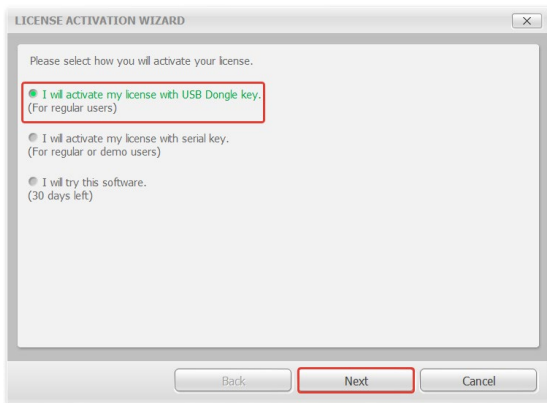 LICENSE ACTIVATION WIZARD
Please select how you will activate your license.
I will activate my license with USB Dongle key.
(For regular users)
I will activate my license with serial key.
(For regular or demo users)
I will try this software.
(30 days left)
Back Next Cancel